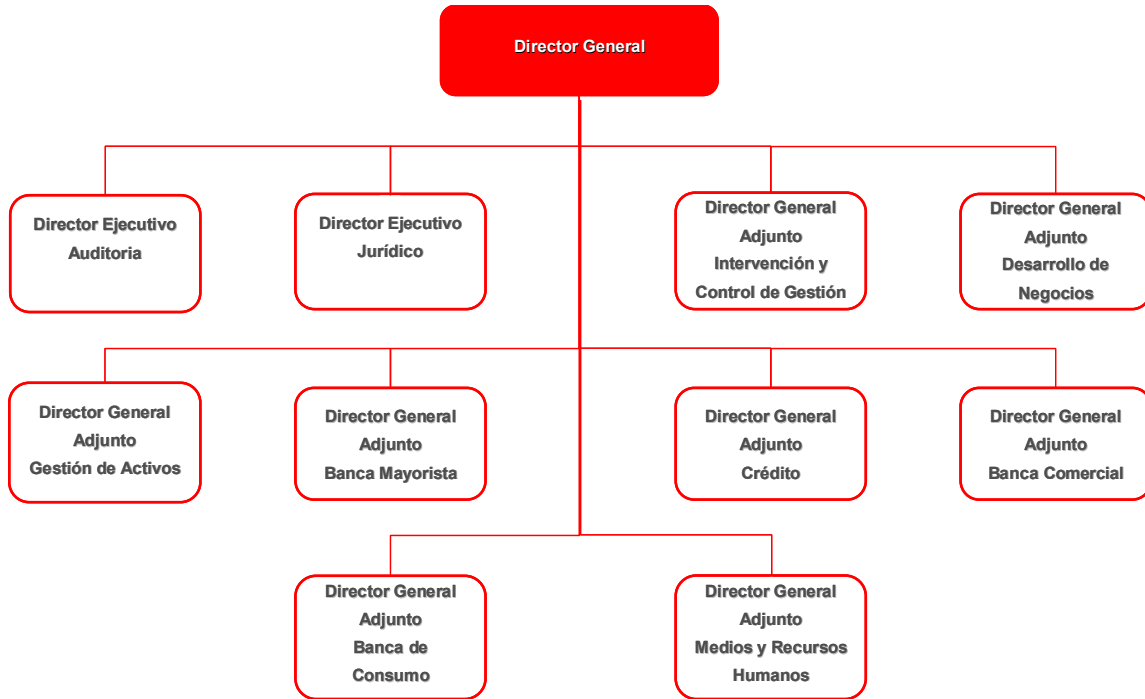 Director General
Director Ejecutivo
Auditoria
Director Ejecutivo
Jurídico
Director General
Adjunto
Intervención y
Control de Gestión
Director General
Adjunto
Desarrollo de
Negocios
Director General
Adjunto
Gestión de Activos
Director General
Adjunto
Banca Mayorista
Director General
Adjunto
Crédito
Director General
Adjunto
Banca Comercial
Director General
Adjunto
Banca de
Consumo
Director General
Adjunto
Medios y Recursos
Humanos